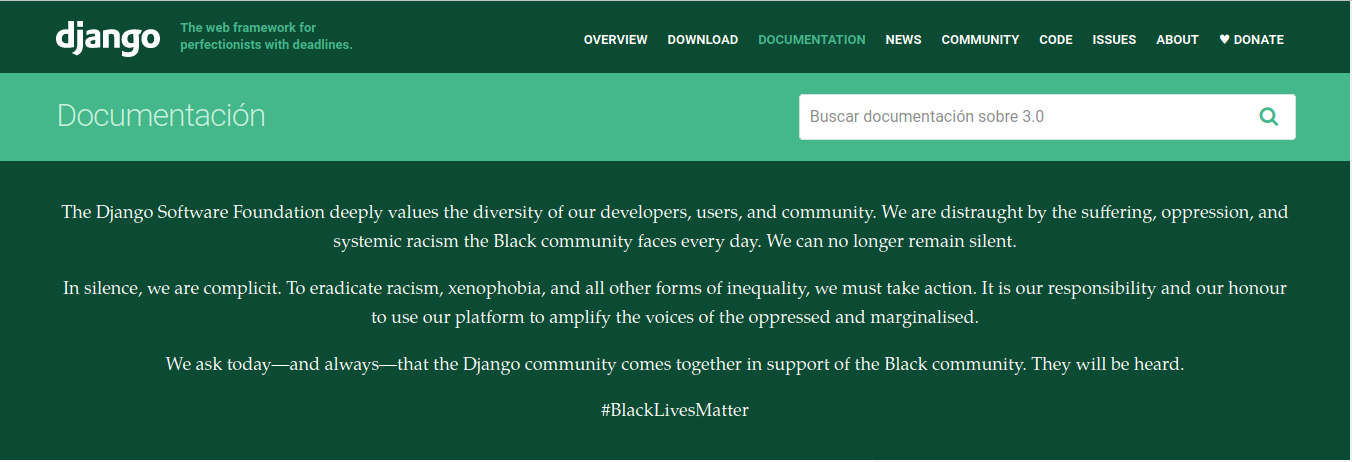 django
The web framework for
perfectionists with deadlines.
OVERVIEW DOWNLOAD DOCUMENTATION NEWS COMMUNITY CODE ISSUES ABOUT ♥ DONATE
Documentación
Buscar documentación sobre 3.0
The Django Software Foundation deeply values the diversity of our developers, users, and community. We are distraught by the suffering, oppression, and
systemic racism the Black community faces every day. We can no longer remain silent.
In silence, we are complicit. To eradicate racism, xenophobia, and all other forms of inequality, we must take action. It is our responsibility and our honour
to use our platform to amplify the voices of the oppressed and marginalised.
We ask today—and always—that the Django community comes together in support of the Black community. They will be heard.
#BlackLivesMatter